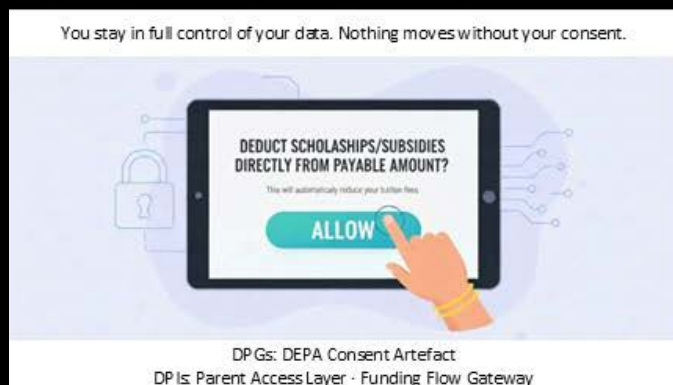 You stay in full control of your data. Nothing moves without your consent.
DEDUCT SCHOLASHIPS/SUBSIDIES
DIRECTLY FROM PAYABLE AMOUNT?
This will automaticaly reduce your tuition fees
ALLOW
DPGs: DEPA Consent Artefact
DPIs: Parent Access Layer · Funding Flow Gateway